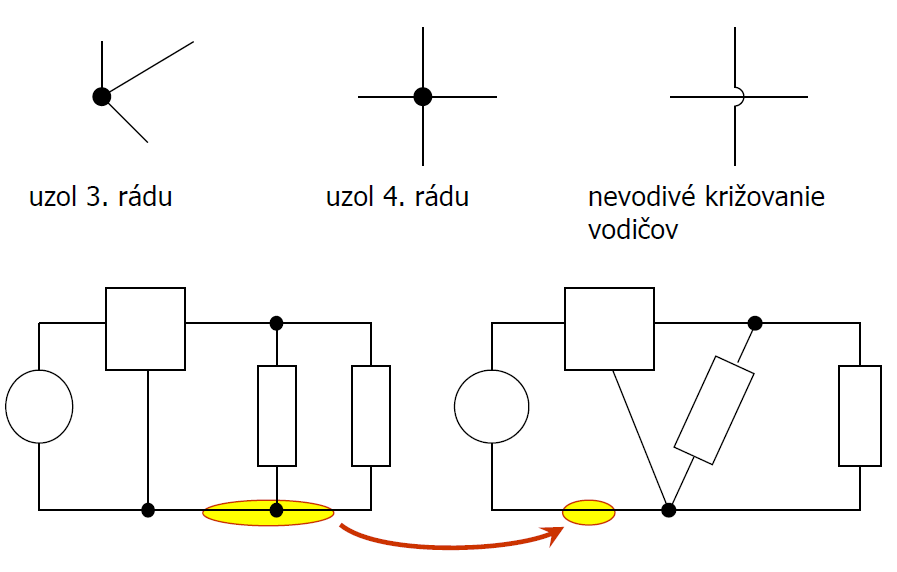 uzol 3. rádu
uzol 4. rádu
nevodivé križovanie
vodičov